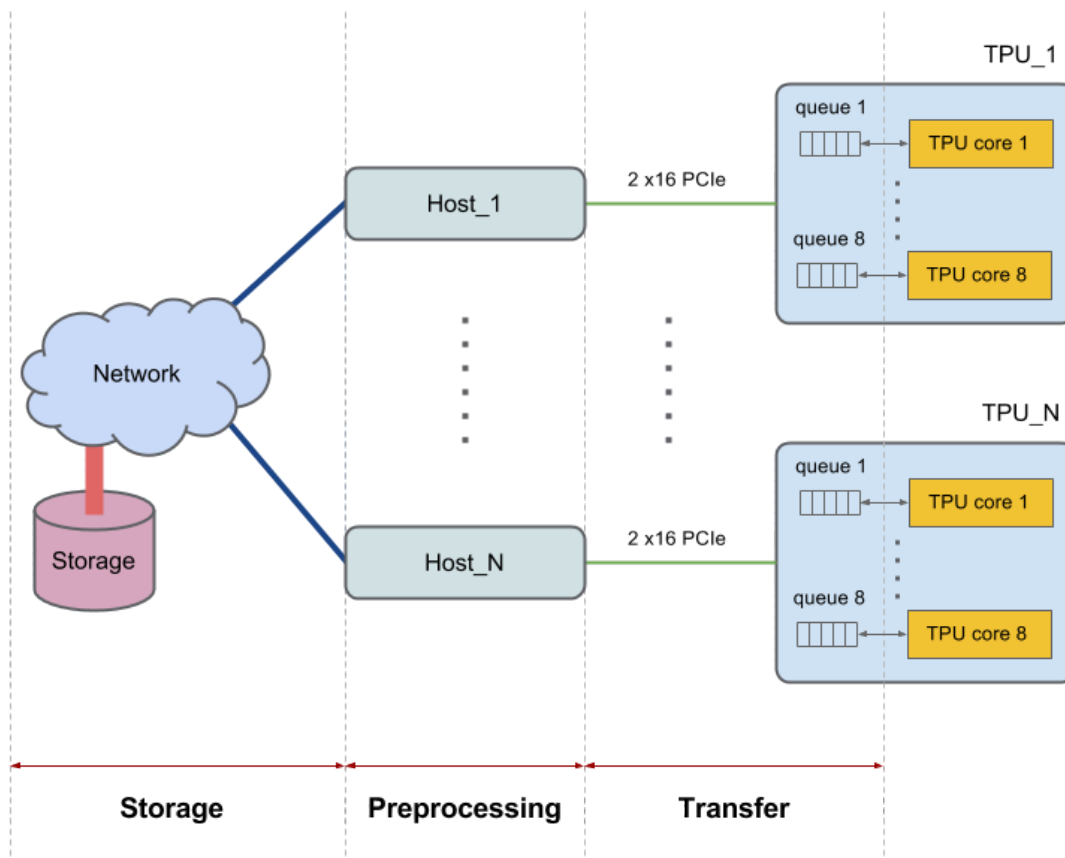 TPU_1
queue 1
TPU core 1
2 x16 PCIe
Host_1
queue 8
TPU core 8
Network
TPU_N
queue 1
TPU core 1
2 x16 PCIe
Host_N
Storage
queue 8
TPU core 8
Storage
Preprocessing
Transfer